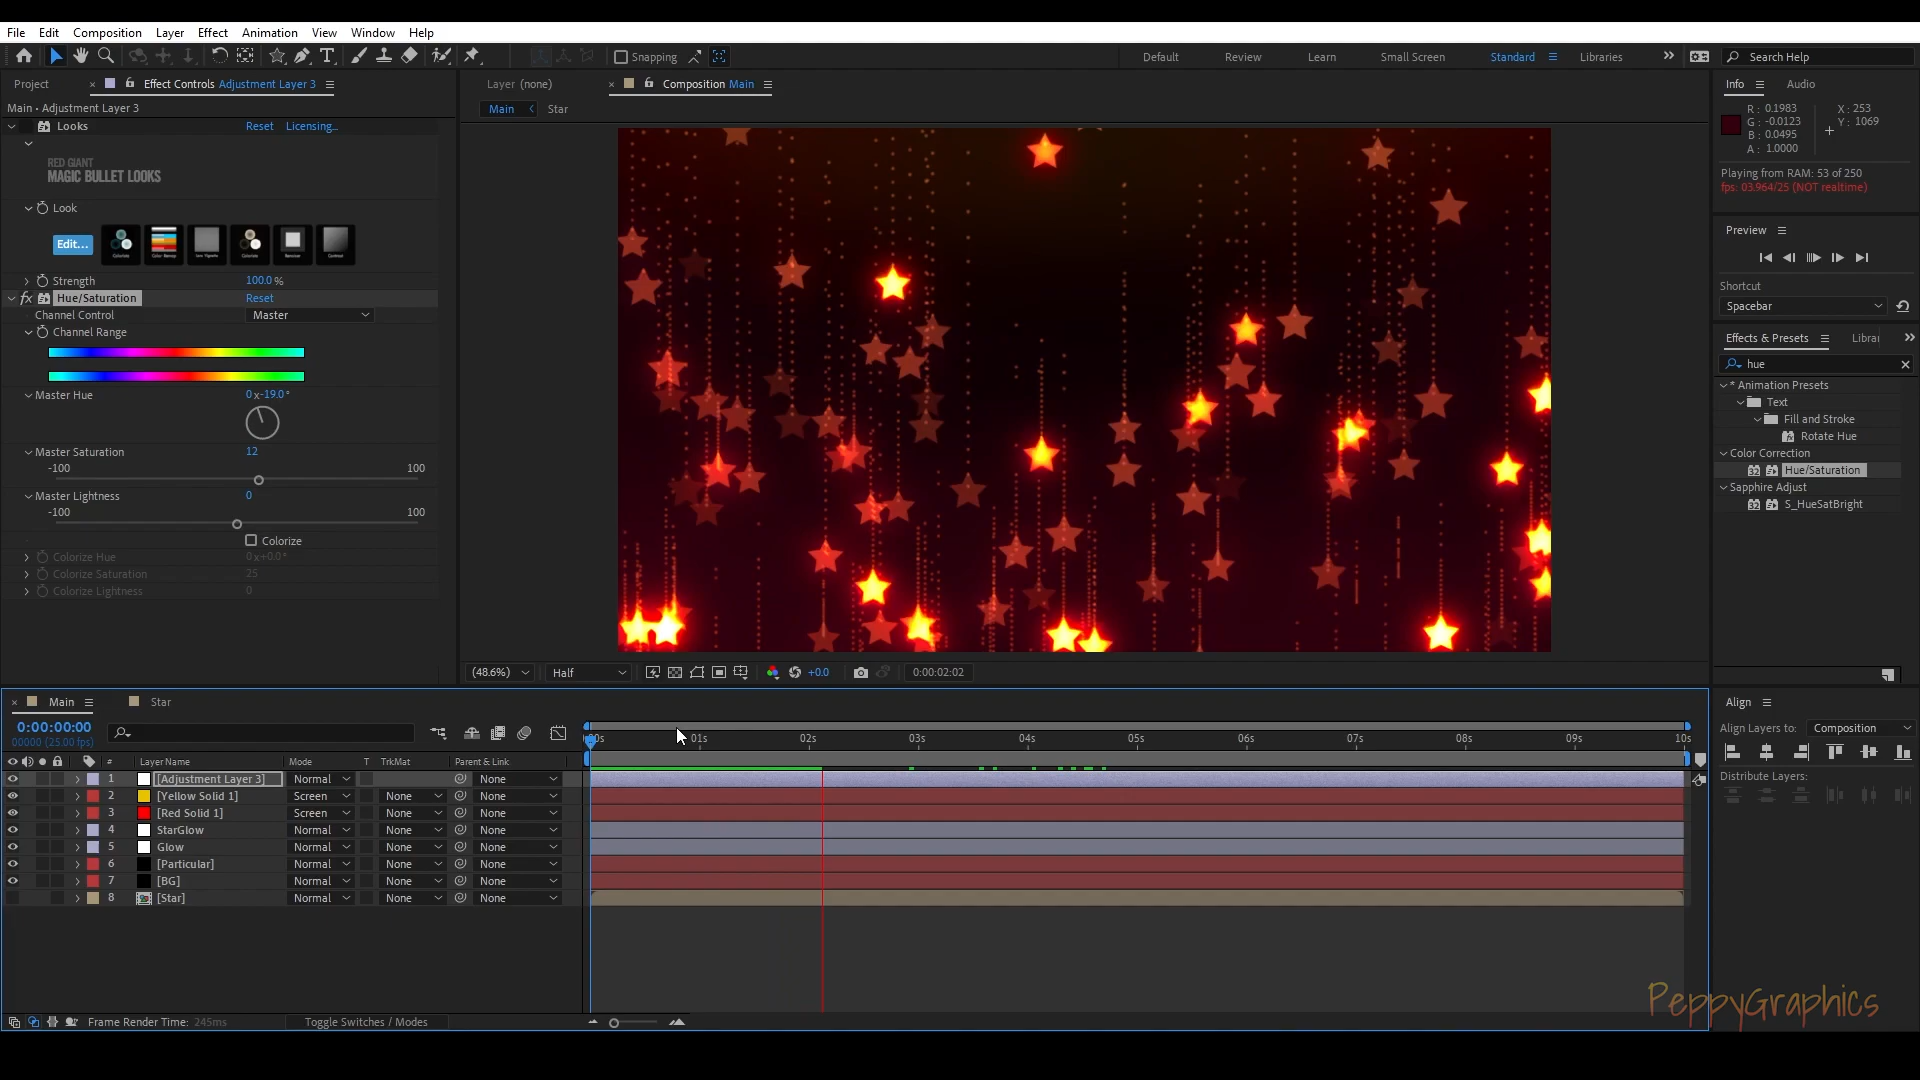 File Edit Composition Layer Effect Animation View Window Help
Snapping
Default Review Learn Small Screen Standard Libraries Search Help
Project Effect Controls Adjustment Layer 3
Main • Adjustment Layer 3
Looks Reset Licensing...
RED GIANT
MAGIC BULLET LOOKS
Look
Edit...
Strength 100.0 %
fx Hue/Saturation Reset
Channel Control Master
Channel Range
Master Hue 0 x-19.0 °
Master Saturation 12
-100 100
Master Lightness 0
-100 100
Colorize
Colorize Hue 0 x+0.0 °
Colorize Saturation 25
Colorize Lightness 0
Layer (none) Composition Main
Main Star
(48.6%) Half +0.0 0:00:02:02
Info Audio
R : 0.1983 X : 253
G : -0.0123 Y : 1069
B : 0.0495
A : 1.0000
Playing from RAM: 53 of 250
fps: 03.964/25 (NOT realtime)
Preview
Shortcut
Spacebar
Effects & Presets Librar
hue
* Animation Presets
Text
Fill and Stroke
Rotate Hue
Color Correction
32 Hue/Saturation
Sapphire Adjust
32 S_HueSatBright
Main Star
0:00:00:00
00000 (25.00 fps)
01s 02s 03s 04s 05s 06s 07s 08s 09s 10s
# Layer Name Mode T TrkMat Parent & Link
1 [Adjustment Layer 3] Normal None
2 [Yellow Solid 1] Screen None None
3 [Red Solid 1] Screen None None
4 StarGlow Normal None None
5 Glow Normal None None
6 [Particular] Normal None None
7 [BG] Normal None None
8 [Star] Normal None None
Frame Render Time: 245ms Toggle Switches / Modes
Align
Align Layers to: Composition
Distribute Layers:
PeppyGraphics